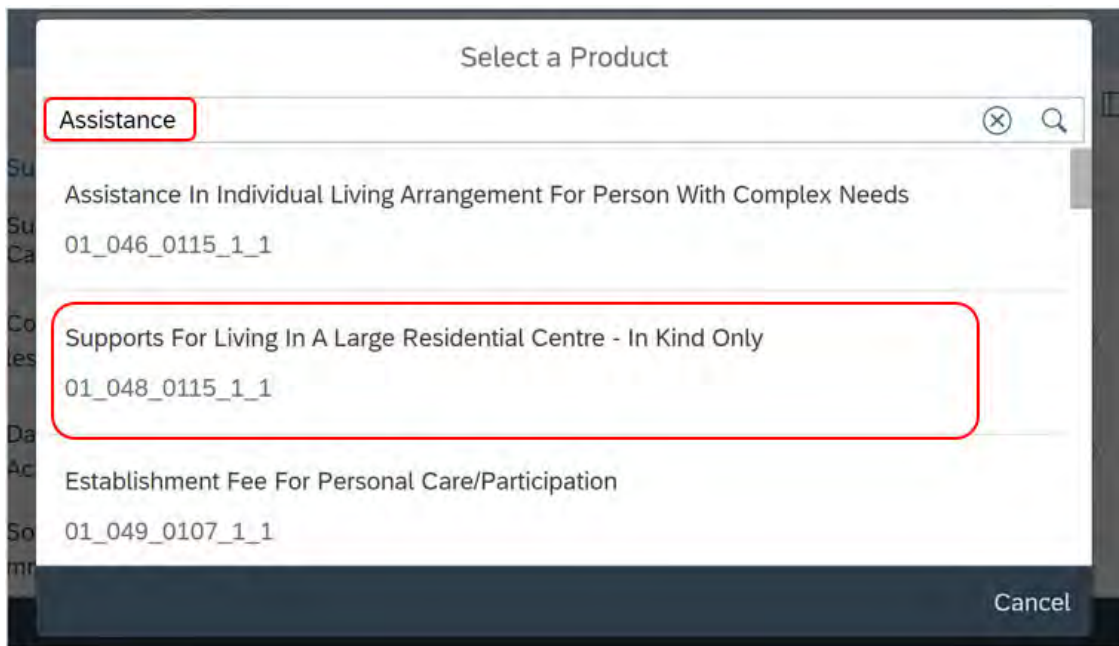 Select a Product
Assistance
Assistance In Individual Living Arrangement For Person With Complex Needs
01_046_0115_1_1
Supports For Living In A Large Residential Centre - In Kind Only
01_048_0115_1_1
Establishment Fee For Personal Care/Participation
01_049_0107_1_1
Cancel